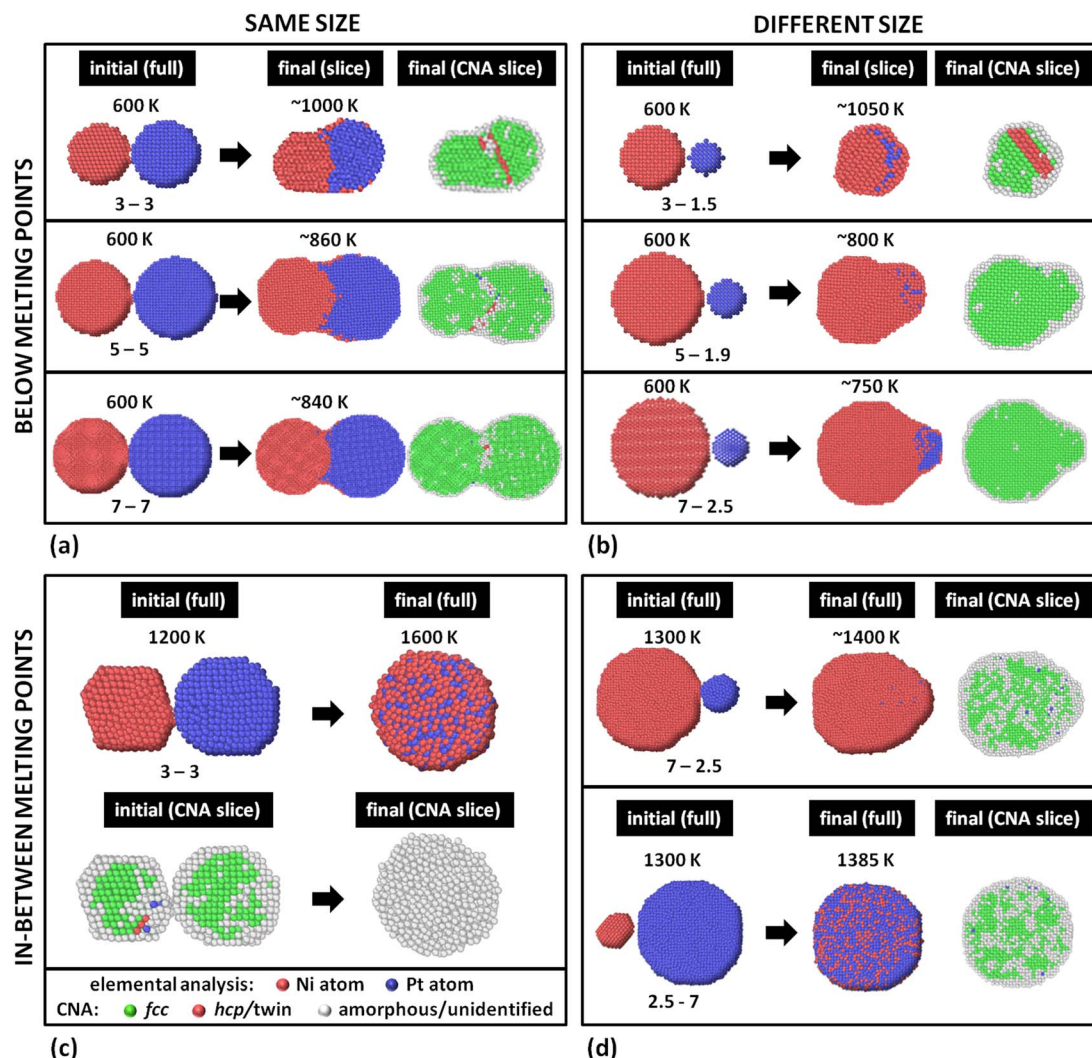 SAME SIZE
DIFFERENT SIZE
BELOW MELTING POINTS
initial (full) final (slice) final (CNA slice)
600 K ~1000 K
3 – 3
600 K ~860 K
5 – 5
600 K ~840 K
7 – 7
(a)
initial (full) final (slice) final (CNA slice)
600 K ~1050 K
3 – 1.5
600 K ~800 K
5 – 1.9
600 K ~750 K
7 – 2.5
(b)
IN-BETWEEN MELTING POINTS
initial (full) final (full)
1200 K 1600 K
3 – 3
initial (CNA slice) final (CNA slice)
elemental analysis: Ni atom Pt atom
CNA: fcc hcp/twin amorphous/unidentified
(c)
initial (full) final (full) final (CNA slice)
1300 K ~1400 K
7 – 2.5
initial (full) final (full) final (CNA slice)
1300 K 1385 K
2.5 - 7
(d)